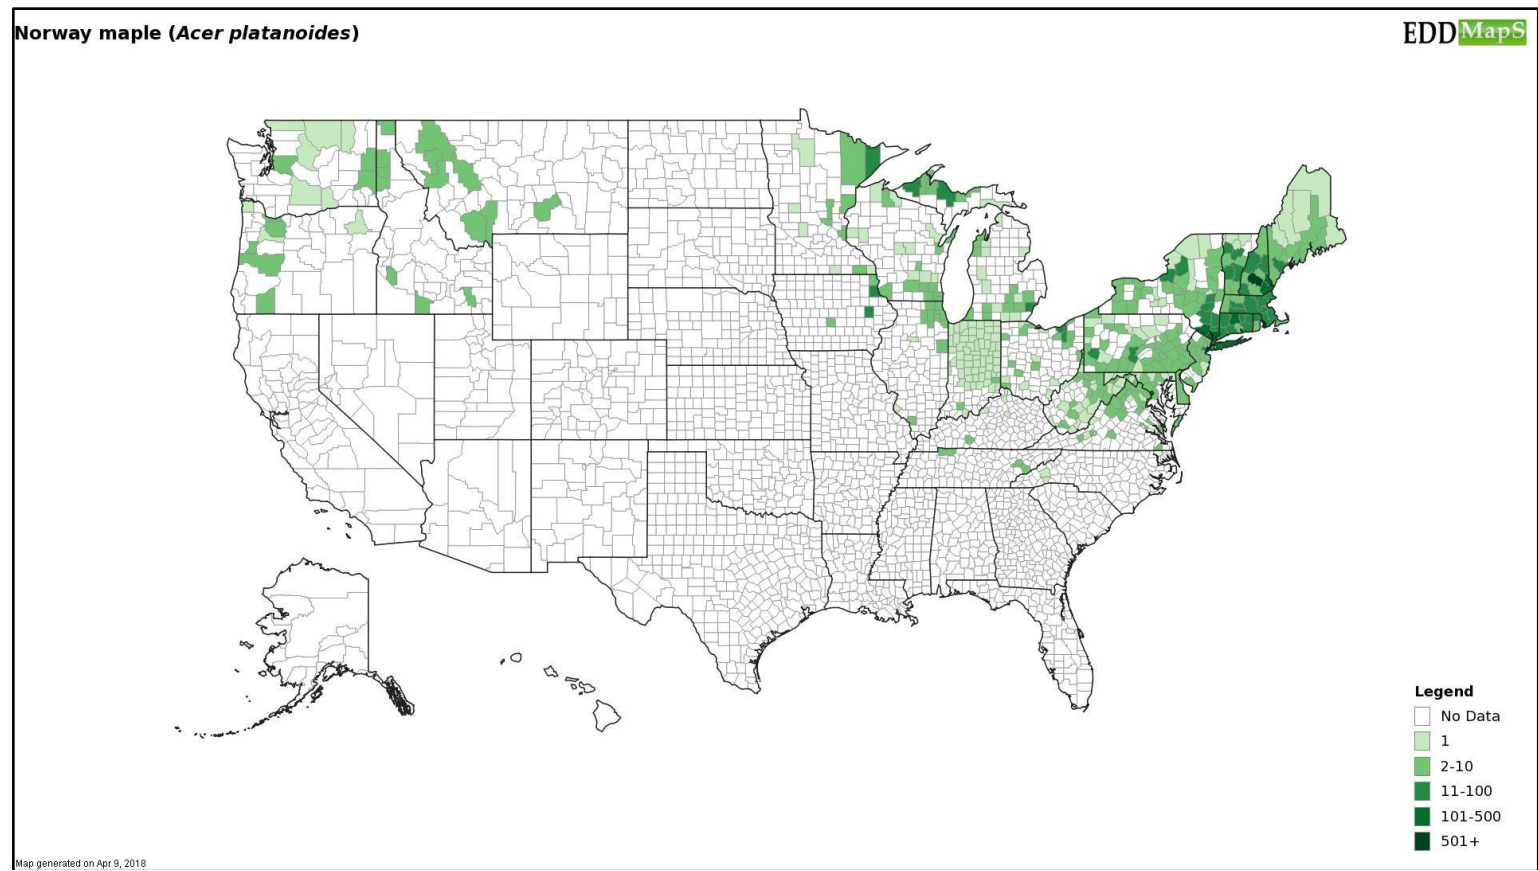 Norway maple (Acer platanoides)
EDDMapS
Legend
No Data
1
2-10
11-100
101-500
501+
Map generated on Apr 9, 2018